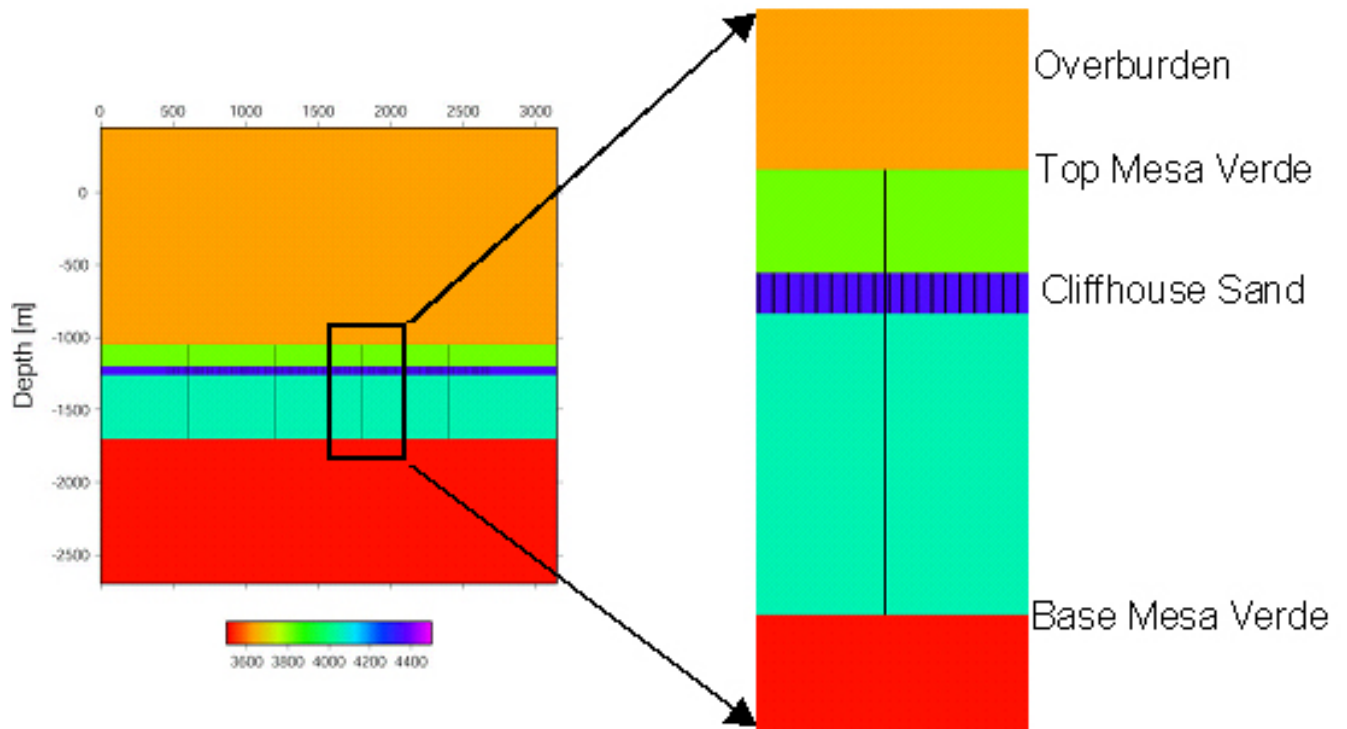 0 500 1000 1500 2000 2500 3000
0
-500
-1000
-1500
-2000
-2500
Depth [m]
3600 3800 4000 4200 4400
Overburden
Top Mesa Verde
Cliffhouse Sand
Base Mesa Verde